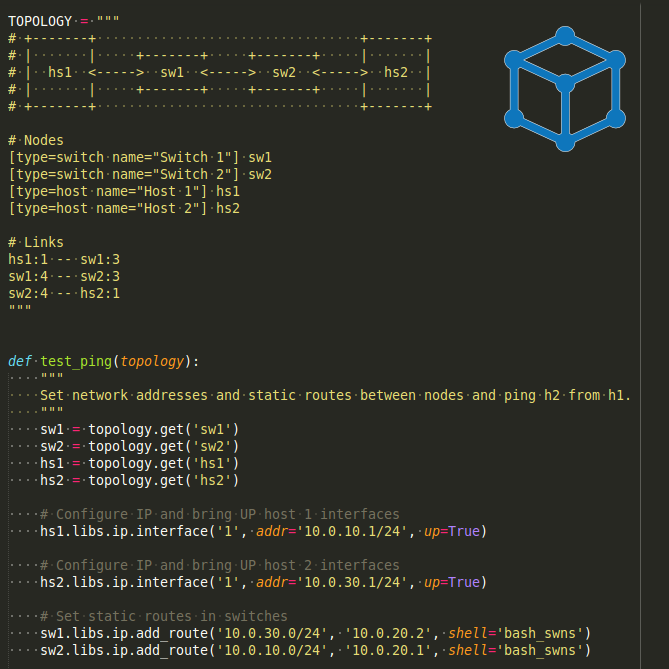 TOPOLOGY = """
# +-------+                                 +-------+
# |       |     +-------+     +-------+     |       |
# |  hs1  <----->  sw1  <----->  sw2  <----->  hs2  |
# |       |     +-------+     +-------+     |       |
# +-------+                                 +-------+

# Nodes
[type=switch name="Switch 1"] sw1
[type=switch name="Switch 2"] sw2
[type=host name="Host 1"] hs1
[type=host name="Host 2"] hs2

# Links
hs1:1 -- sw1:3
sw1:4 -- sw2:3
sw2:4 -- hs2:1
"""


def test_ping(topology):
    """
    Set network addresses and static routes between nodes and ping h2 from h1.
    """
    sw1 = topology.get('sw1')
    sw2 = topology.get('sw2')
    hs1 = topology.get('hs1')
    hs2 = topology.get('hs2')

    # Configure IP and bring UP host 1 interfaces
    hs1.libs.ip.interface('1', addr='10.0.10.1/24', up=True)

    # Configure IP and bring UP host 2 interfaces
    hs2.libs.ip.interface('1', addr='10.0.30.1/24', up=True)

    # Set static routes in switches
    sw1.libs.ip.add_route('10.0.30.0/24', '10.0.20.2', shell='bash_swns')
    sw2.libs.ip.add_route('10.0.10.0/24', '10.0.20.1', shell='bash_swns')